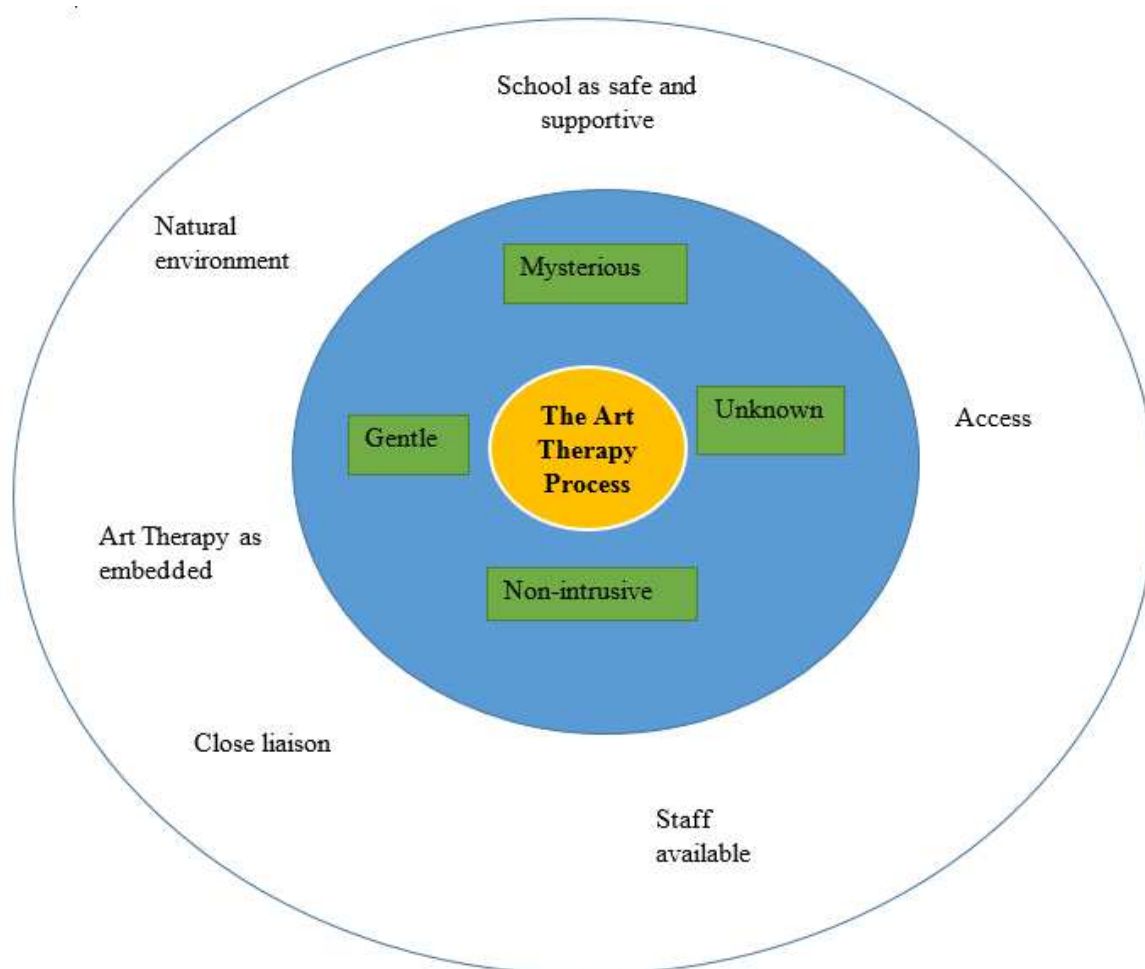 School as safe and
supportive
Natural
environment
Mysterious
Unknown
Access
Gentle
The Art
Therapy
Process
Art Therapy as
embedded
Non-intrusive
Close liaison
Staff
available